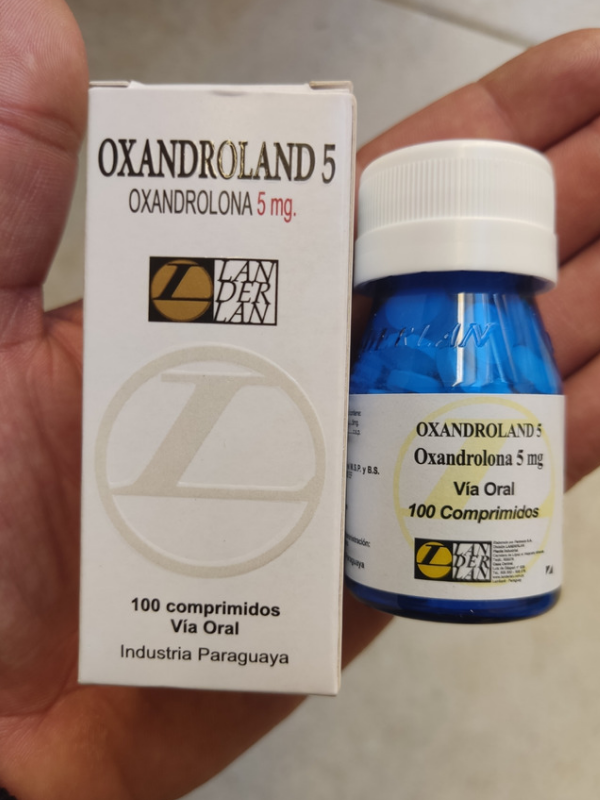 OXANDROLAND 5
OXANDROLONA 5 mg.
LAN
DER
LAN
100 comprimidos
Vía Oral
Industria Paraguaya
DERLAN
OXANDROLAND 5
Oxandrolona 5 mg
Vía Oral
100 Comprimidos
LAN
DER
LAN
y B.S.